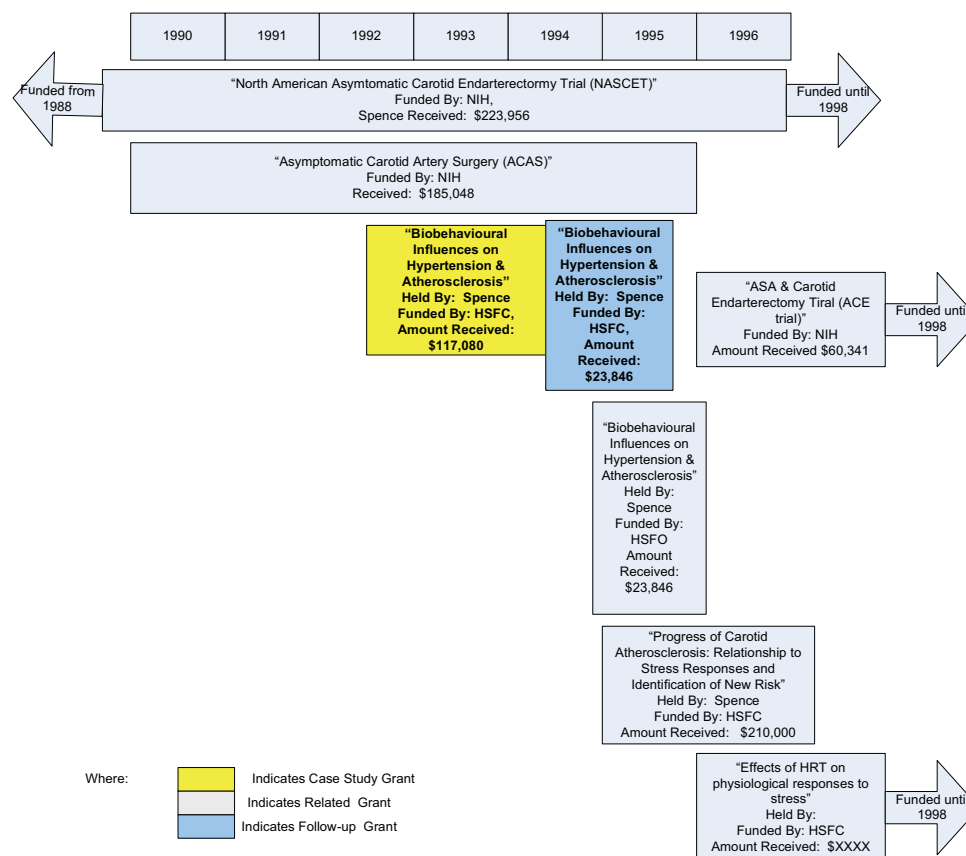 1990 1991 1992 1993 1994 1995 1996
Funded from
1988
“North American Asymtomatic Carotid Endarterectomy Trial (NASCET)”
Funded By: NIH,
Spence Received: $223,956
Funded until
1998
“Asymptomatic Carotid Artery Surgery (ACAS)”
Funded By: NIH
Received: $185,048
“Biobehavioural
Influences on
Hypertension &
Atherosclerosis”
Held By: Spence
Funded By: HSFC,
Amount Received:
$117,080
“Biobehavioural
Influences on
Hypertension &
Atherosclerosis”
Held By: Spence
Funded By:
HSFC,
Amount
Received:
$23,846
“ASA & Carotid
Endarterectomy Tiral (ACE
trial)”
Funded By: NIH
Amount Received $60,341
Funded until
1998
“Biobehavioural
Influences on
Hypertension &
Atherosclerosis”
Held By:
Spence
Funded By:
HSFO
Amount
Received:
$23,846
“Progress of Carotid
Atherosclerosis: Relationship to
Stress Responses and
Identification of New Risk”
Held By: Spence
Funded By: HSFC
Amount Received: $210,000
“Effects of HRT on
physiological responses to
stress”
Held By:
Funded By: HSFC
Amount Received: $XXXX
Funded until
1998
Where:
Indicates Case Study Grant
Indicates Related Grant
Indicates Follow-up Grant